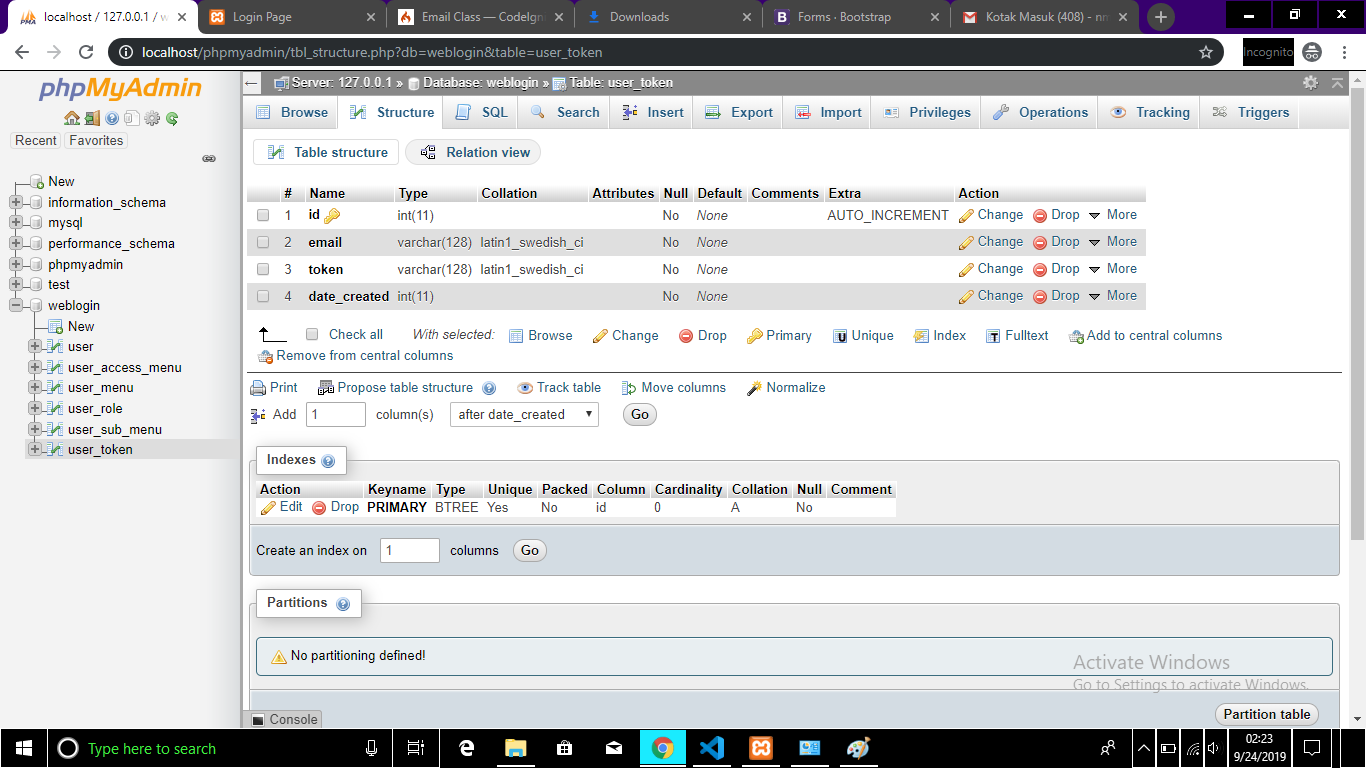 localhost / 127.0.0.1 / w
Login Page
Email Class — CodeIgn
Downloads
Forms · Bootstrap
Kotak Masuk (408) - nm
localhost/phpmyadmin/tbl_structure.php?db=weblogin&table=user_token
Incognito
phpMyAdmin
Recent Favorites
New
information_schema
mysql
performance_schema
phpmyadmin
test
weblogin
New
user
user_access_menu
user_menu
user_role
user_sub_menu
user_token
Server: 127.0.0.1 » Database: weblogin » Table: user_token
Browse Structure SQL Search Insert Export Import Privileges Operations Tracking Triggers
Table structure Relation view
# Name Type Collation Attributes Null Default Comments Extra Action
1 id int(11) No None AUTO_INCREMENT Change Drop More
2 email varchar(128) latin1_swedish_ci No None Change Drop More
3 token varchar(128) latin1_swedish_ci No None Change Drop More
4 date_created int(11) No None Change Drop More
Check all With selected: Browse Change Drop Primary Unique Index Fulltext Add to central columns
Remove from central columns
Print Propose table structure Track table Move columns Normalize
Add 1 column(s) after date_created Go
Indexes
Action Keyname Type Unique Packed Column Cardinality Collation Null Comment
Edit Drop PRIMARY BTREE Yes No id 0 A No
Create an index on 1 columns Go
Partitions
No partitioning defined!
Activate Windows
Go to Settings to activate Windows.
Partition table
Console
Type here to search
02:23
9/24/2019